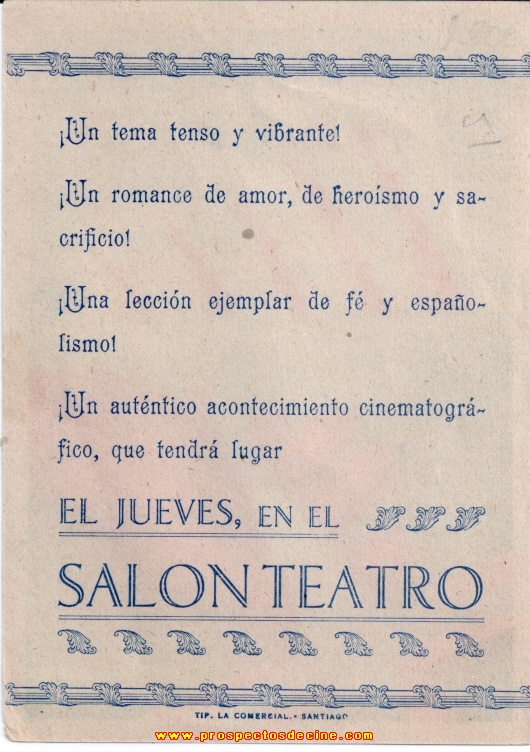 ¡Un tema tenso y vibrante!
¡Un romance de amor, de heroísmo y sa-
crificio!
¡Una lección ejemplar de fé y españo-
lismo!
¡Un auténtico acontecimiento cinematográ-
fico, que tendrá lugar
EL JUEVES, EN EL
SALON TEATRO
TIP. LA COMERCIAL.- SANTIAGO
www.prospectosdecine.com